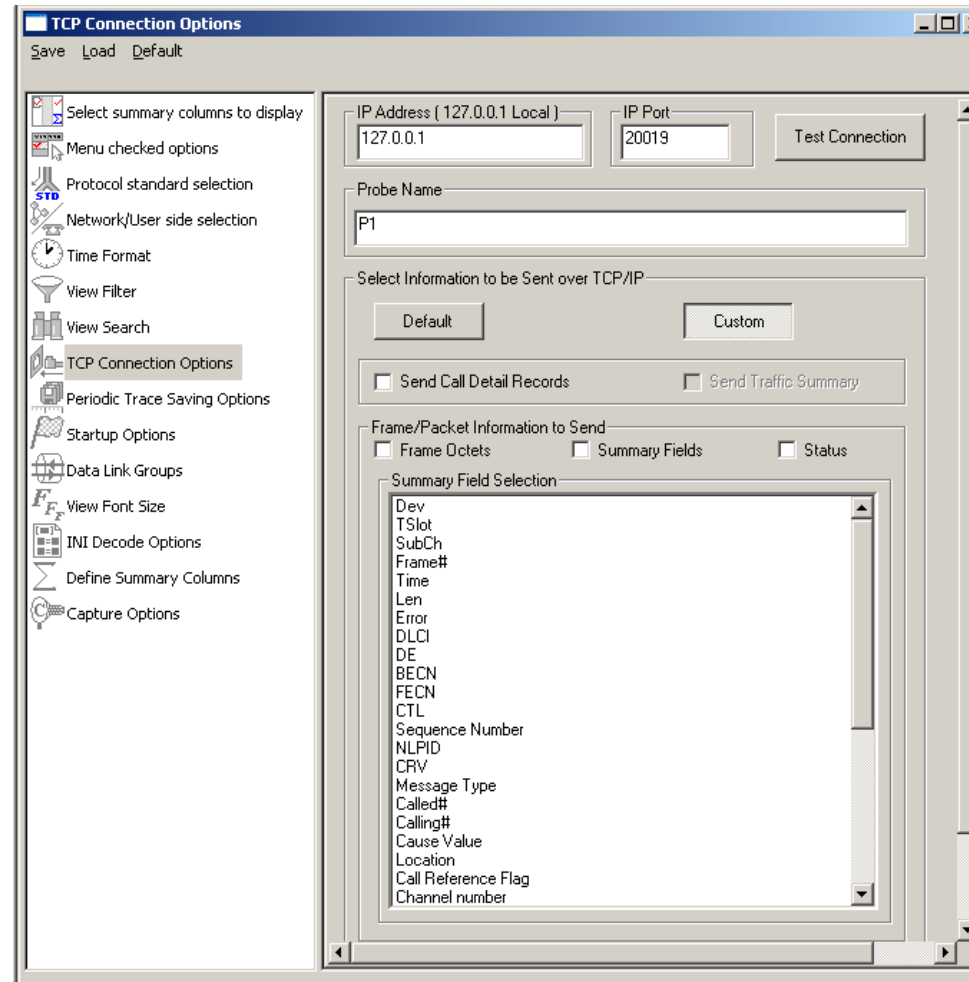 TCP Connection Options
Save Load Default
Select summary columns to display
Menu checked options
STD
Protocol standard selection
Network/User side selection
Time Format
View Filter
View Search
TCP Connection Options
Periodic Trace Saving Options
Startup Options
Data Link Groups
View Font Size
INI Decode Options
Define Summary Columns
Capture Options
IP Address ( 127.0.0.1 Local )
127.0.0.1
IP Port
20019
Test Connection
Probe Name
P1
Select Information to be Sent over TCP/IP
Default
Custom
Send Call Detail Records
Send Traffic Summary
Frame/Packet Information to Send
Frame Octets
Summary Fields
Status
Summary Field Selection
Dev
TSlot
SubCh
Frame#
Time
Len
Error
DLCI
DE
BECN
FECN
CTL
Sequence Number
NLPID
CRV
Message Type
Called#
Calling#
Cause Value
Location
Call Reference Flag
Channel number